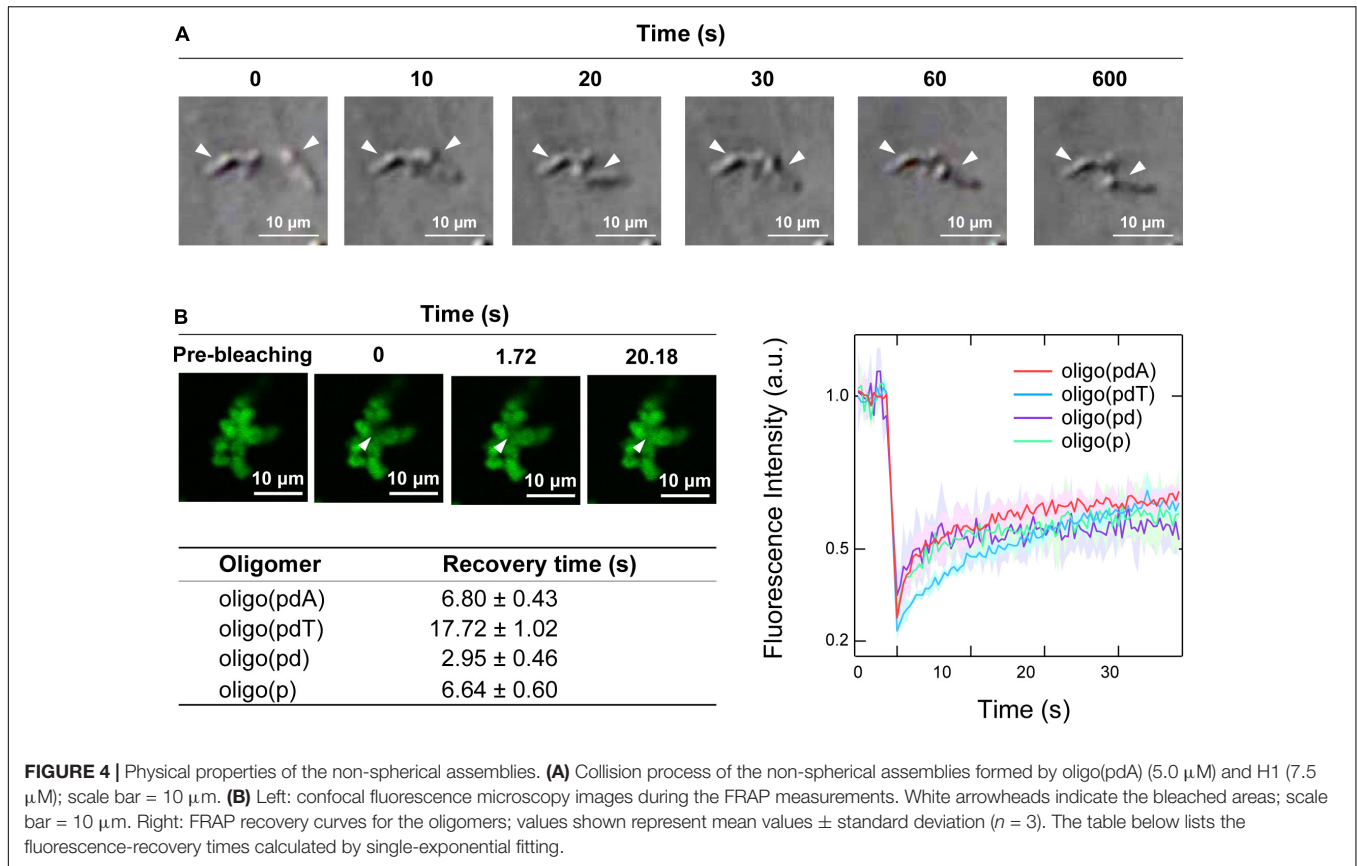 A
Time (s)
0 10 20 30 60 600
10 μm 10 μm 10 μm 10 μm 10 μm 10 μm
B
Time (s)
Pre-bleaching 0 1.72 20.18
10 μm 10 μm 10 μm 10 μm
Oligomer Recovery time (s)
oligo(pdA) 6.80 ± 0.43
oligo(pdT) 17.72 ± 1.02
oligo(pd) 2.95 ± 0.46
oligo(p) 6.64 ± 0.60
Fluorescence Intensity (a.u.)
1.0
0.5
0.2
oligo(pdA)
oligo(pdT)
oligo(pd)
oligo(p)
0 10 20 30
Time (s)
FIGURE 4 | Physical properties of the non-spherical assemblies. (A) Collision process of the non-spherical assemblies formed by oligo(pdA) (5.0 μM) and H1 (7.5
μM); scale bar = 10 μm. (B) Left: confocal fluorescence microscopy images during the FRAP measurements. White arrowheads indicate the bleached areas; scale
bar = 10 μm. Right: FRAP recovery curves for the oligomers; values shown represent mean values ± standard deviation (n = 3). The table below lists the
fluorescence-recovery times calculated by single-exponential fitting.